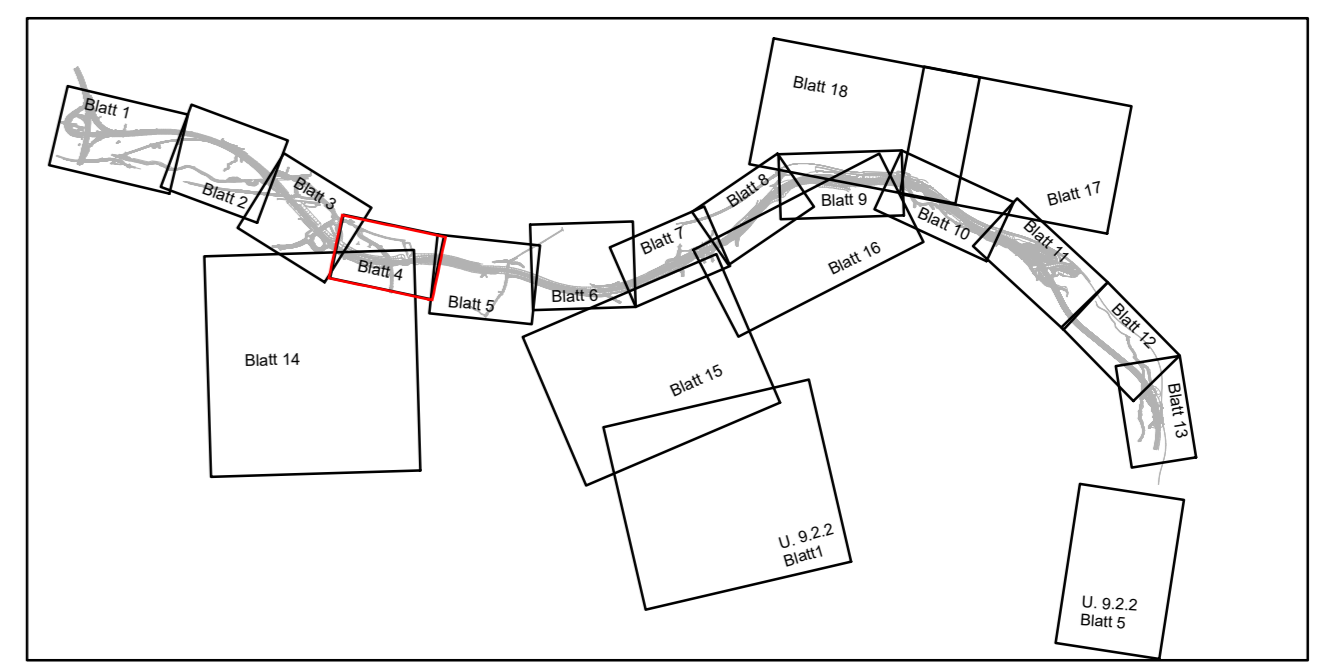 Blatt 1
Blatt 2
Blatt 3
Blatt 4
Blatt 5
Blatt 6
Blatt 7
Blatt 8
Blatt 9
Blatt 10
Blatt 11
Blatt 12
Blatt 13
Blatt 14
Blatt 15
Blatt 16
Blatt 17
Blatt 18
U. 9.2.2
Blatt1
U. 9.2.2
Blatt 5